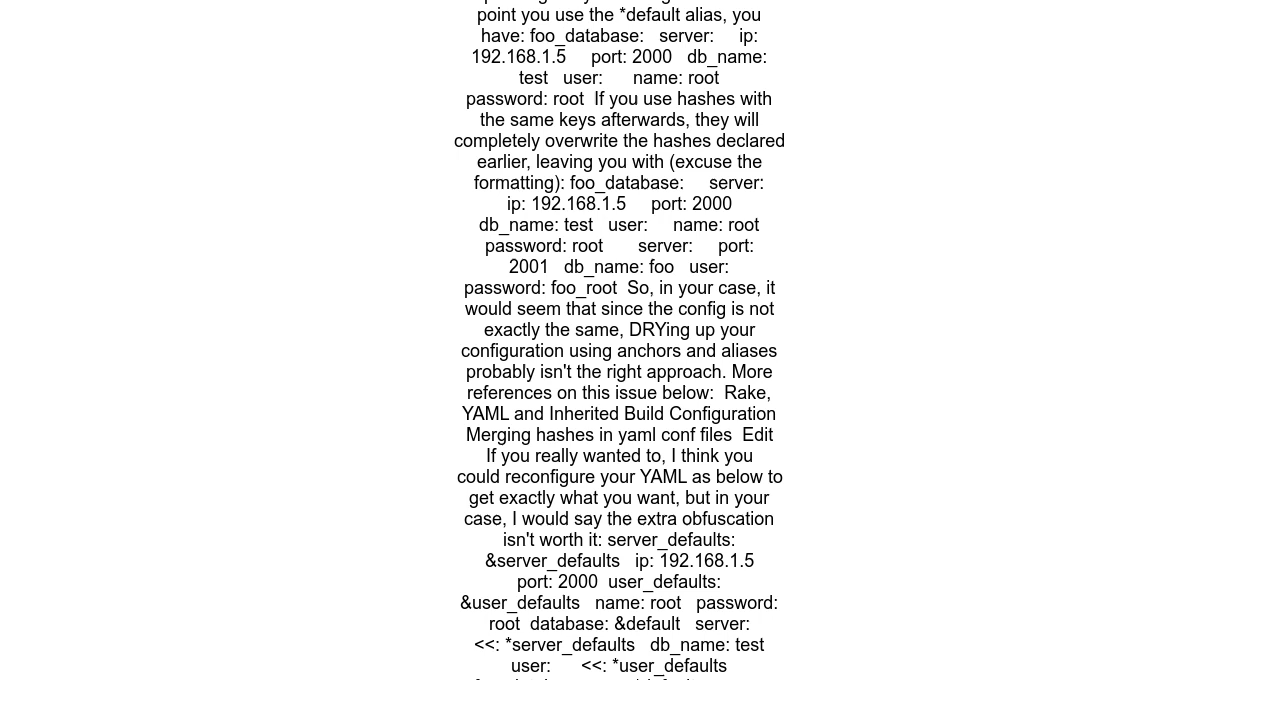 point you use the *default alias, you
have: foo_database:   server:     ip:
192.168.1.5     port: 2000   db_name:
test   user:      name: root
password: root  If you use hashes with
the same keys afterwards, they will
completely overwrite the hashes declared
earlier, leaving you with (excuse the
formatting): foo_database:     server:
ip: 192.168.1.5     port: 2000
db_name: test   user:     name: root
password: root       server:     port:
2001   db_name: foo   user:
password: foo_root  So, in your case, it
would seem that since the config is not
exactly the same, DRYing up your
configuration using anchors and aliases
probably isn't the right approach. More
references on this issue below:  Rake,
YAML and Inherited Build Configuration
Merging hashes in yaml conf files  Edit
If you really wanted to, I think you
could reconfigure your YAML as below to
get exactly what you want, but in your
case, I would say the extra obfuscation
isn't worth it: server_defaults:
&server_defaults   ip: 192.168.1.5
port: 2000  user_defaults:
&user_defaults   name: root   password:
root  database: &default   server:
<<: *server_defaults   db_name: test
user:      <<: *user_defaults